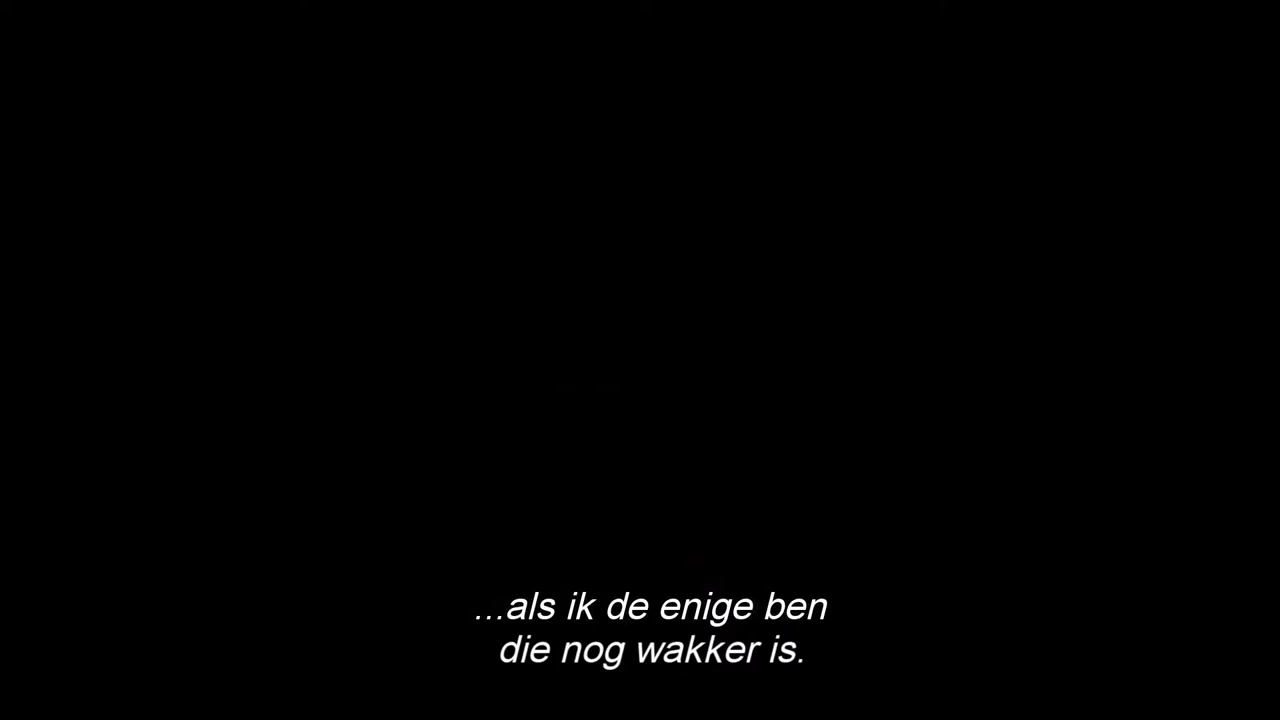 ...als ik de enige ben
die nog wakker is.